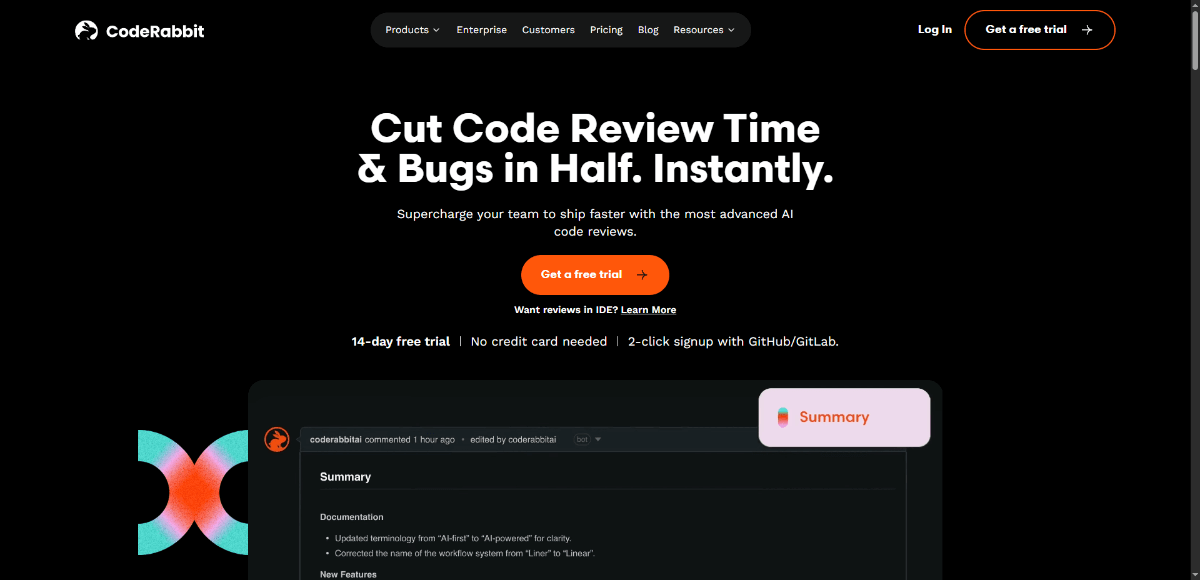 CodeRabbit
Products
Enterprise
Customers
Pricing
Blog
Resources
Log In
Get a free trial
Cut Code Review Time
& Bugs in Half. Instantly.
Supercharge your team to ship faster with the most advanced AI
code reviews.
Get a free trial
Want reviews in IDE? Learn More
14-day free trial | No credit card needed | 2-click signup with GitHub/GitLab.
Summary
coderabbitai commented 1 hour ago • edited by coderabbitai bot
Summary
Documentation
• Updated terminology from “AI-first” to “AI-powered” for clarity.
• Corrected the name of the workflow system from “Liner” to “Linear”.
New Features